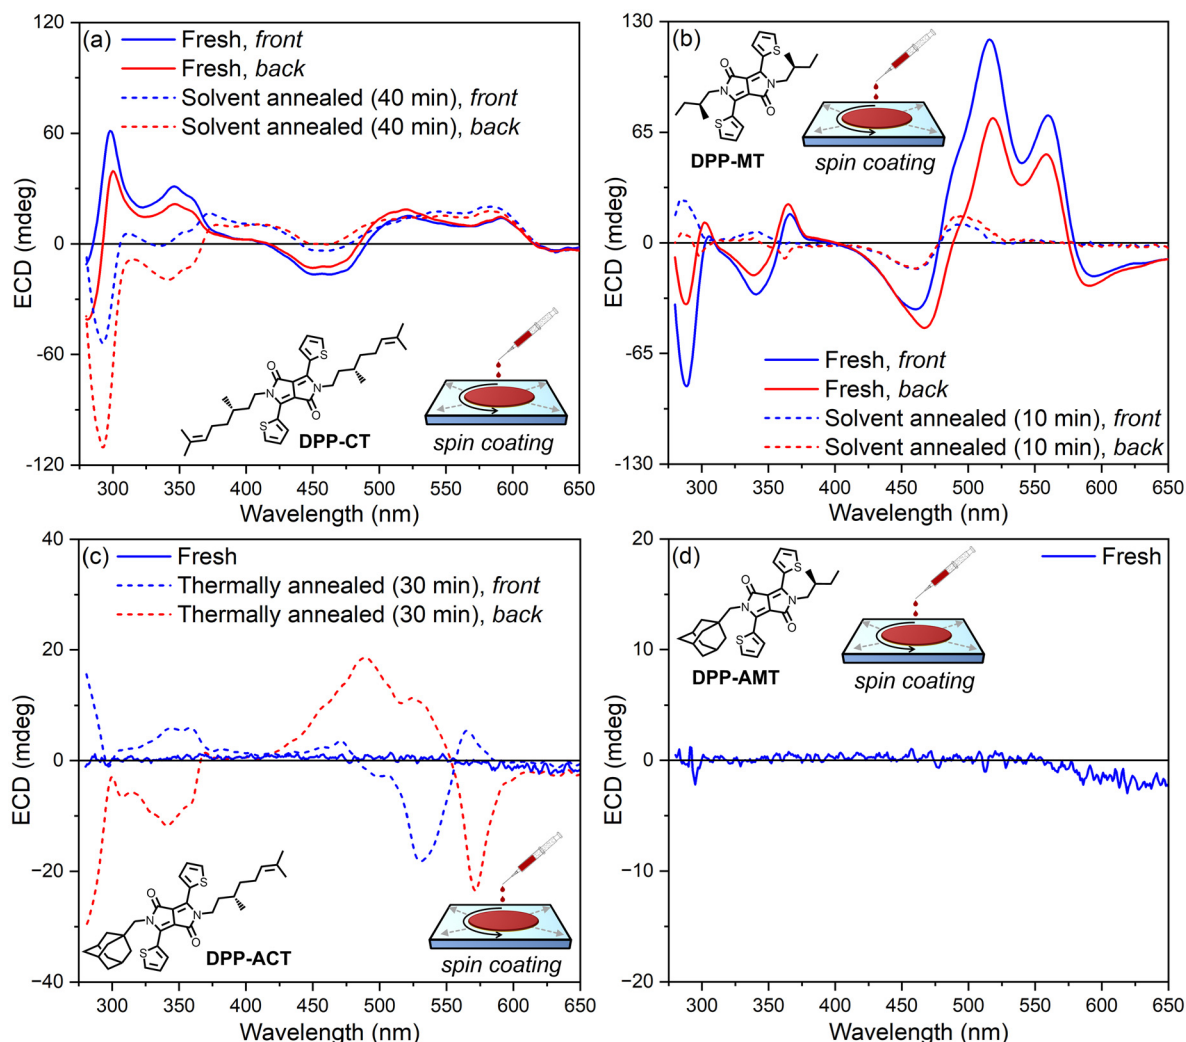 (a)
Fresh, front
Fresh, back
Solvent annealed (40 min), front
Solvent annealed (40 min), back
ECD (mdeg)
120
60
0
-60
-120
300 350 400 450 500 550 600 650
Wavelength (nm)
S
O
N
N
O
S
DPP-CT
spin coating
(b)
S
O
N
N
O
S
DPP-MT
spin coating
Fresh, front
Fresh, back
Solvent annealed (10 min), front
Solvent annealed (10 min), back
ECD (mdeg)
130
65
0
-65
-130
300 350 400 450 500 550 600 650
Wavelength (nm)
(c)
Fresh
Thermally annealed (30 min), front
Thermally annealed (30 min), back
ECD (mdeg)
40
20
0
−20
−40
300 350 400 450 500 550 600 650
Wavelength (nm)
S
O
N
N
O
S
DPP-ACT
spin coating
(d)
Fresh
S
O
N
N
O
S
DPP-AMT
spin coating
ECD (mdeg)
20
15
10
5
0
−5
−10
−15
−20
300 350 400 450 500 550 600 650
Wavelength (nm)